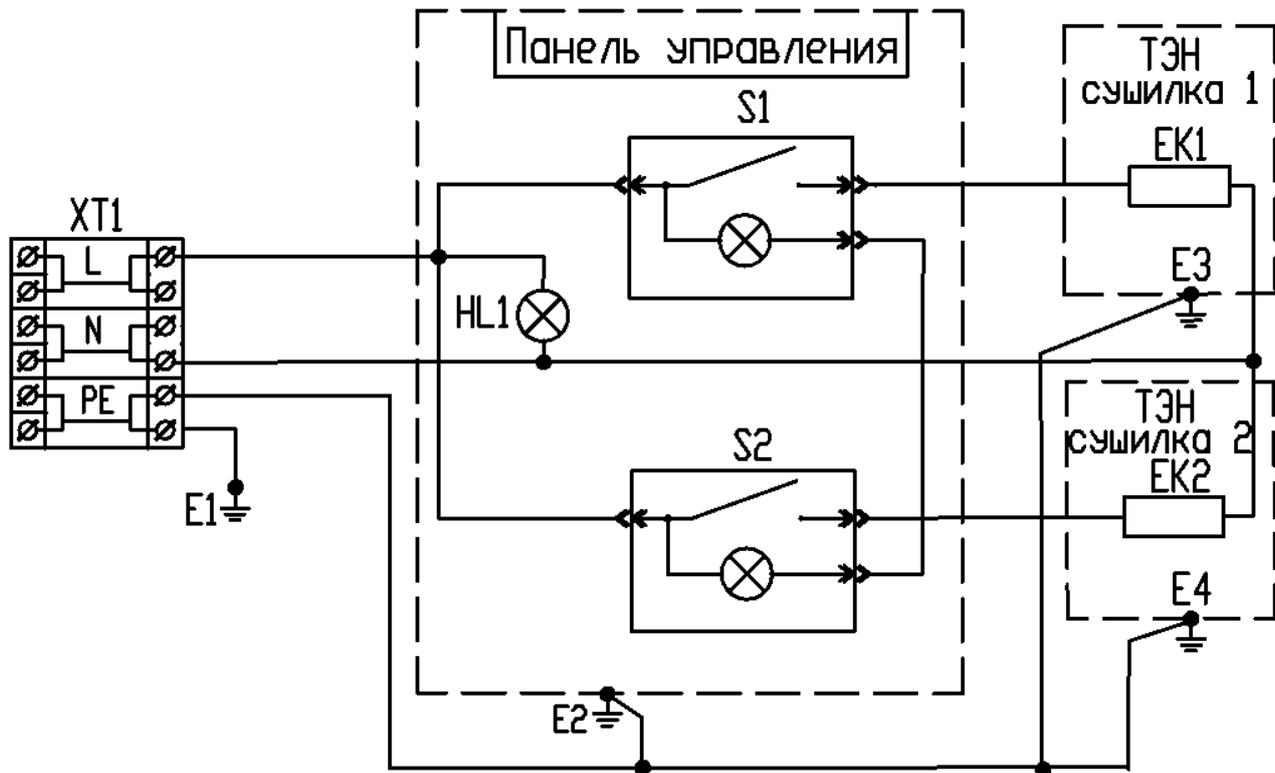 Панель управления
S1
ТЭН
сушилка 1
EK1
XT1
L
HL1
N
PE
E3
E1
S2
ТЭН
сушилка 2
EK2
E4
E2